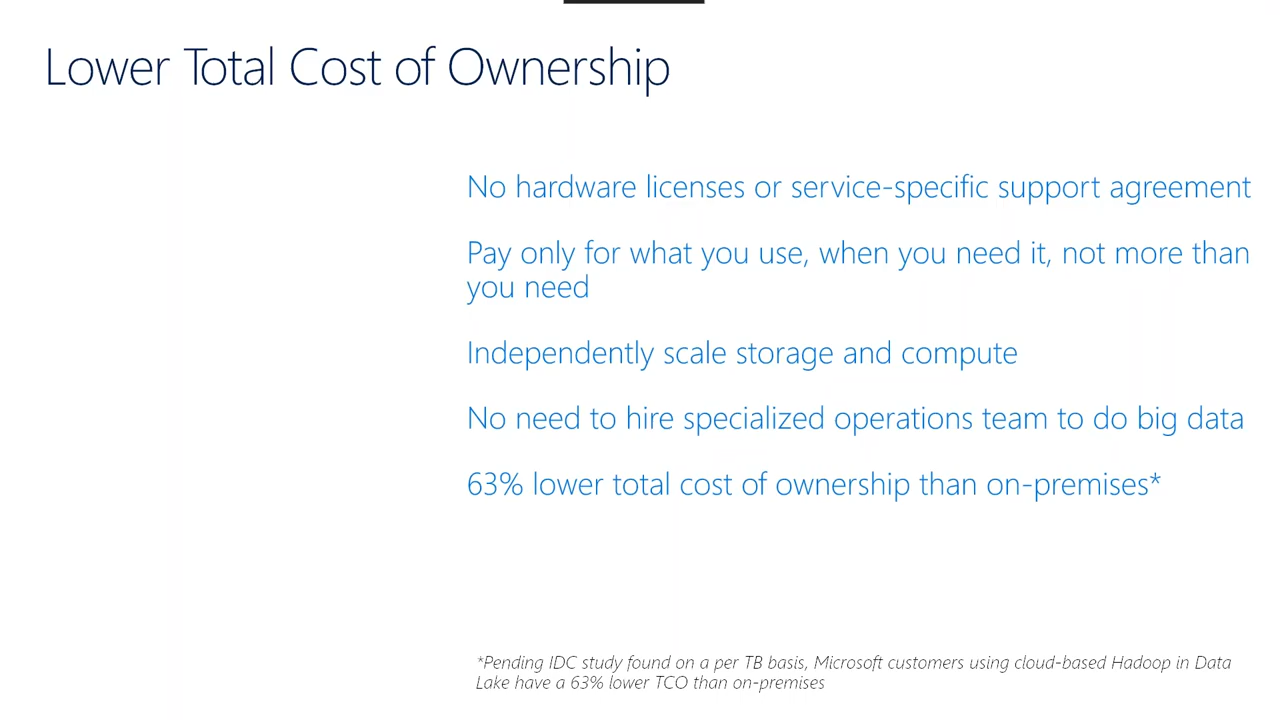 Lower Total Cost of Ownership
No hardware licenses or service-specific support agreement
Pay only for what you use, when you need it, not more than
you need
Independently scale storage and compute
No need to hire specialized operations team to do big data
63% lower total cost of ownership than on-premises*
*Pending IDC study found on a per TB basis, Microsoft customers using cloud-based Hadoop in Data
Lake have a 63% lower TCO than on-premises